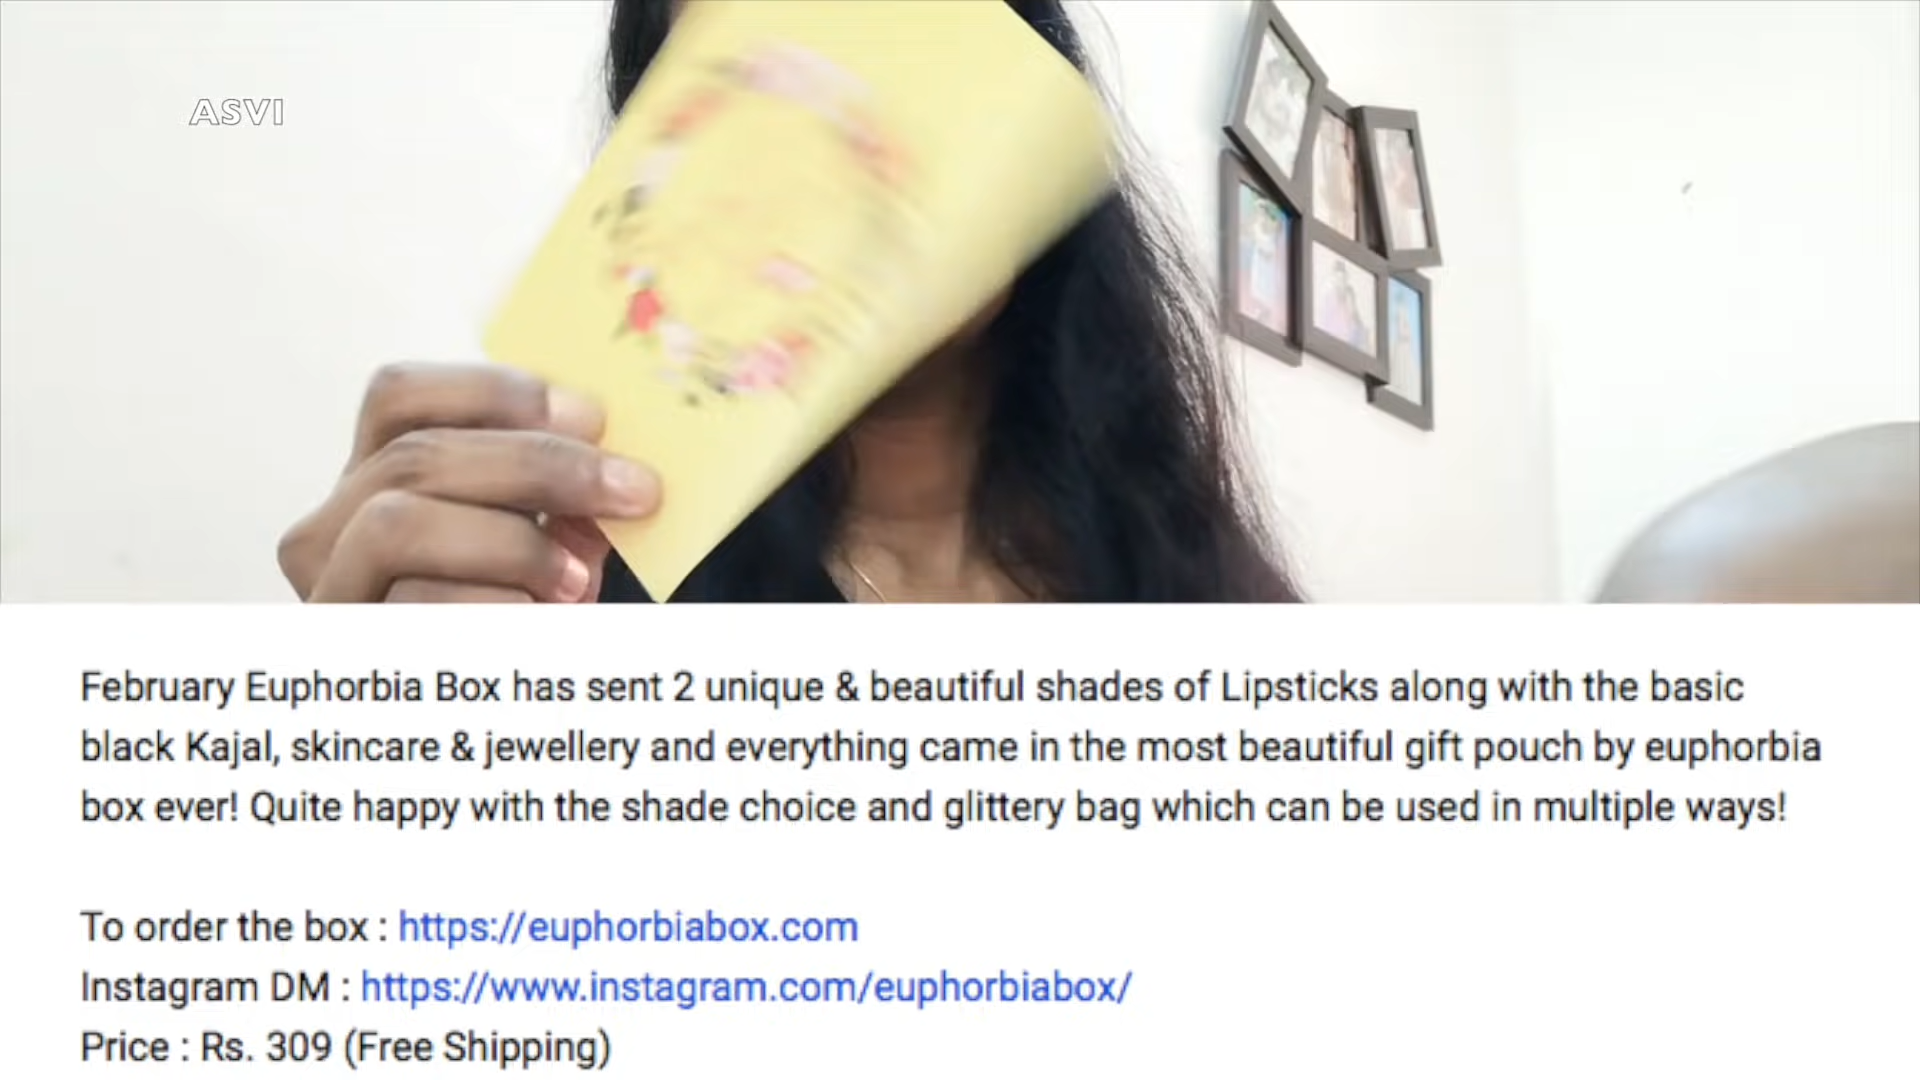 ASVI
February Euphorbia Box has sent 2 unique & beautiful shades of Lipsticks along with the basic
black Kajal, skincare & jewellery and everything came in the most beautiful gift pouch by euphorbia
box ever! Quite happy with the shade choice and glittery bag which can be used in multiple ways!
To order the box : https://euphorbiabox.com
Instagram DM : https://www.instagram.com/euphorbiabox/
Price : Rs. 309 (Free Shipping)